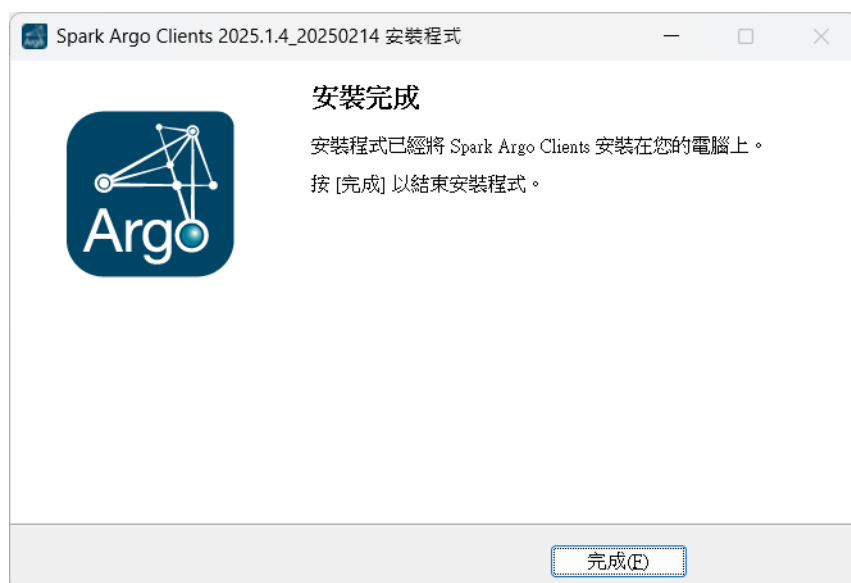 Spark Argo Clients 2025.1.4_20250214 安裝程式
安裝完成
安裝程式已經將 Spark Argo Clients 安裝在您的電腦上。
按 [完成] 以結束安裝程式。
Argo
完成(F)